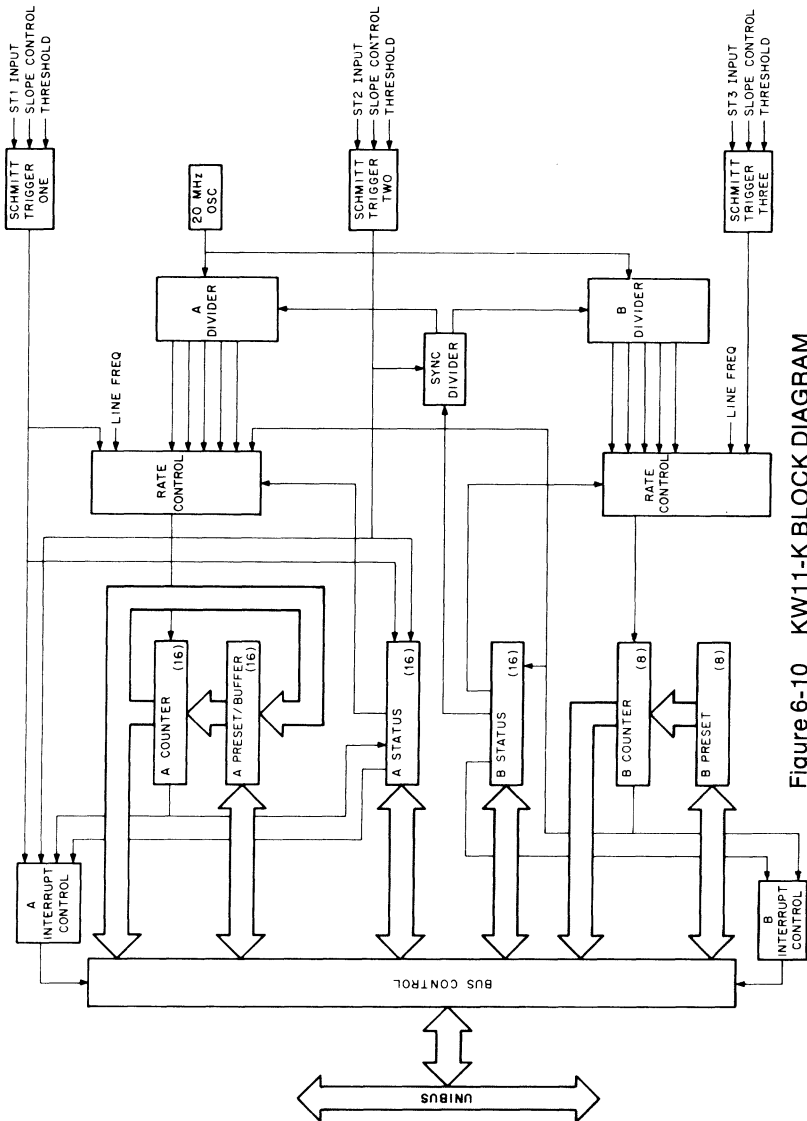 ST1 INPUT
SLOPE CONTROL
THRESHOLD
SCHMITT
TRIGGER
ONE
20 MHz
OSC
ST2 INPUT
SLOPE CONTROL
THRESHOLD
SCHMITT
TRIGGER
TWO
ST3 INPUT
SLOPE CONTROL
THRESHOLD
SCHMITT
TRIGGER
THREE
A
DIVIDER
SYNC
DIVIDER
B
DIVIDER
LINE FREQ
RATE
CONTROL
LINE FREQ
RATE
CONTROL
A COUNTER
(16)
A PRESET/BUFFER
(16)
A STATUS
(16)
B STATUS
(16)
B COUNTER
(8)
B PRESET
(8)
A
INTERRUPT
CONTROL
B
INTERRUPT
CONTROL
BUS CONTROL
UNIBUS
Figure 6-10 KW11-K BLOCK DIAGRAM